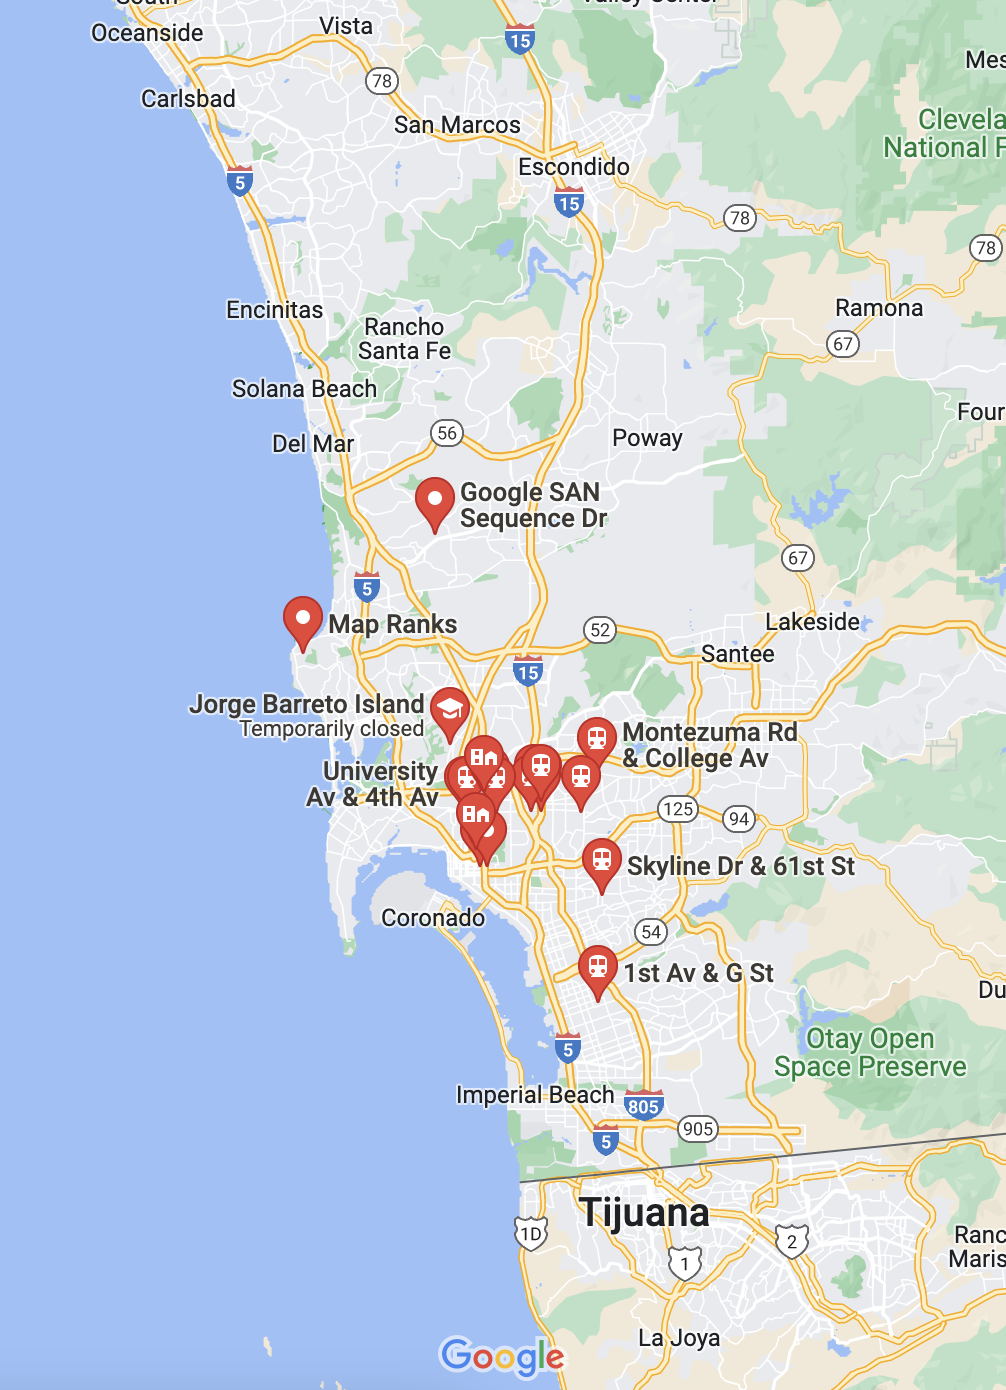 South
Valley Center
Oceanside
Vista
15
Mes
78
Carlsbad
San Marcos
Clevela
National F
Escondido
5
15
78
78
Encinitas
Ramona
Rancho
Santa Fe
67
Solana Beach
Four
56
Poway
Del Mar
Google SAN
Sequence Dr
67
5
Map Ranks
52
Lakeside
Santee
15
Jorge Barreto Island
Temporarily closed
Montezuma Rd
& College Av
University
Av & 4th Av
125
94
Skyline Dr & 61st St
Coronado
54
1st Av & G St
Du
5
Otay Open
Space Preserve
Imperial Beach
805
905
5
Tijuana
1D
2
Ranc
Maris
1
La Joya
Google